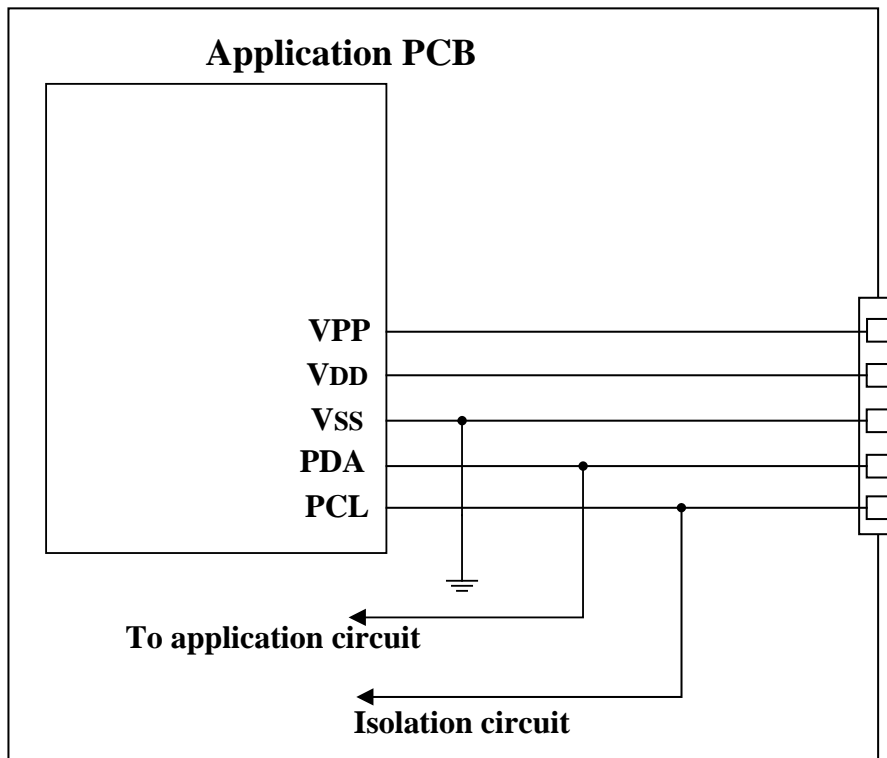 Application PCB
VPP
VDD
VSS
PDA
PCL
To application circuit
Isolation circuit